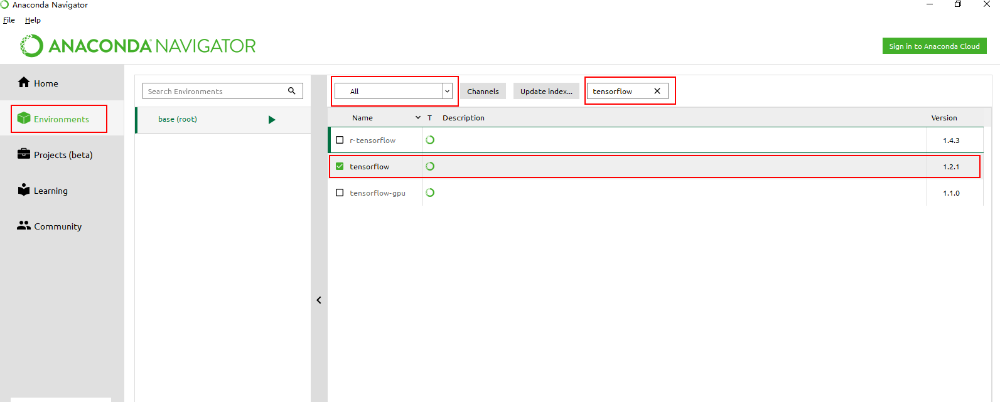 Anaconda Navigator
File Help
ANACONDA NAVIGATOR
Sign in to Anaconda Cloud
Home
Environments
Projects (beta)
Learning
Community
Search Environments
base (root)
All Channels Update index... tensorflow
Name T Description Version
r-tensorflow 1.4.3
tensorflow 1.2.1
tensorflow-gpu 1.1.0